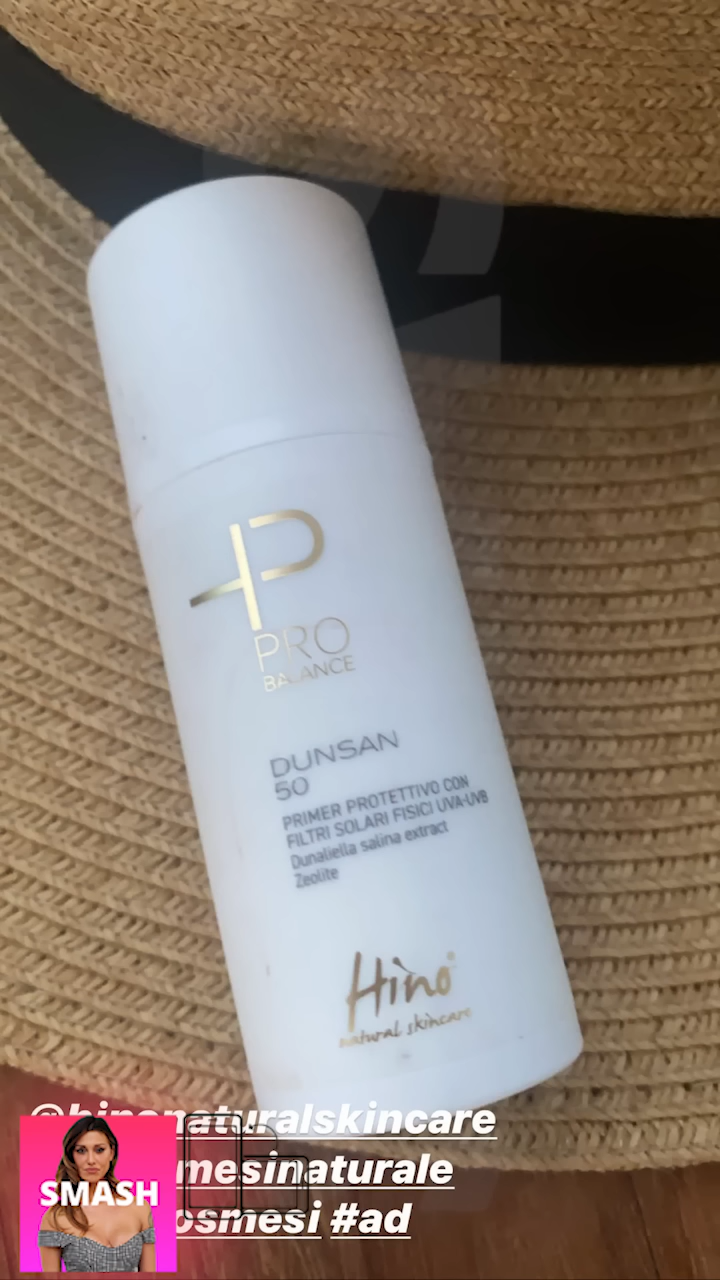 PRO
BALANCE
DUNSAN
50
PRIMER PROTETTIVO CON
FILTRI SOLARI FISICI UVA-UVB
Dunaliella salina extract
Zeolite
Hino®
natural skincare
@hinonaturalskincare
mesinaturale
osmesi #ad
SMASH